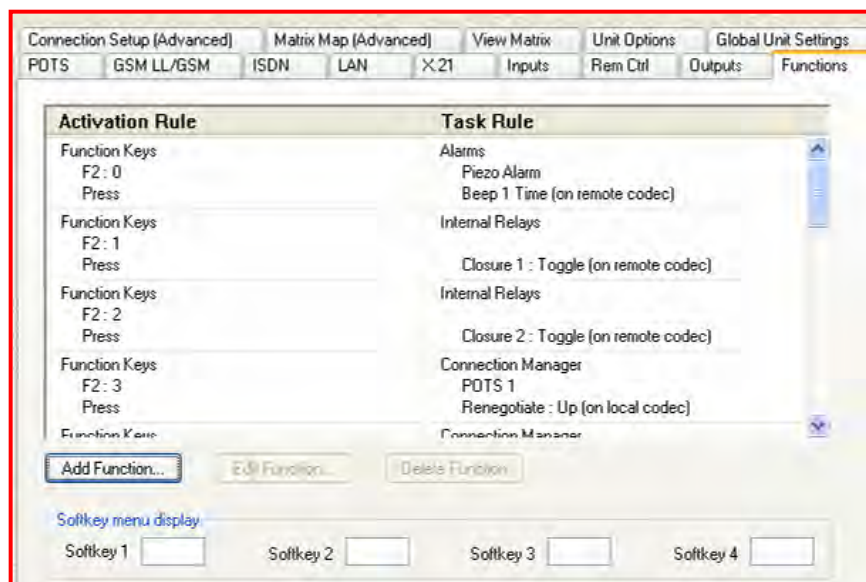 Connection Setup (Advanced) Matrix Map (Advanced) View Matrix Unit Options Global Unit Settings
POTS GSM LL/GSM ISDN LAN X.21 Inputs Rem Ctrl Outputs Functions
Activation Rule Task Rule
Function Keys Alarms
F2 : 0 Piezo Alarm
Press Beep 1 Time (on remote codec)
Function Keys Internal Relays
F2 : 1
Press Closure 1 : Toggle (on remote codec)
Function Keys Internal Relays
F2 : 2
Press Closure 2 : Toggle (on remote codec)
Function Keys Connection Manager
F2 : 3 POTS 1
Press Renegotiate : Up (on local codec)
Function Keys Connection Manager
Add Function... Edit Function... Delete Function
Softkey menu display
Softkey 1 Softkey 2 Softkey 3 Softkey 4